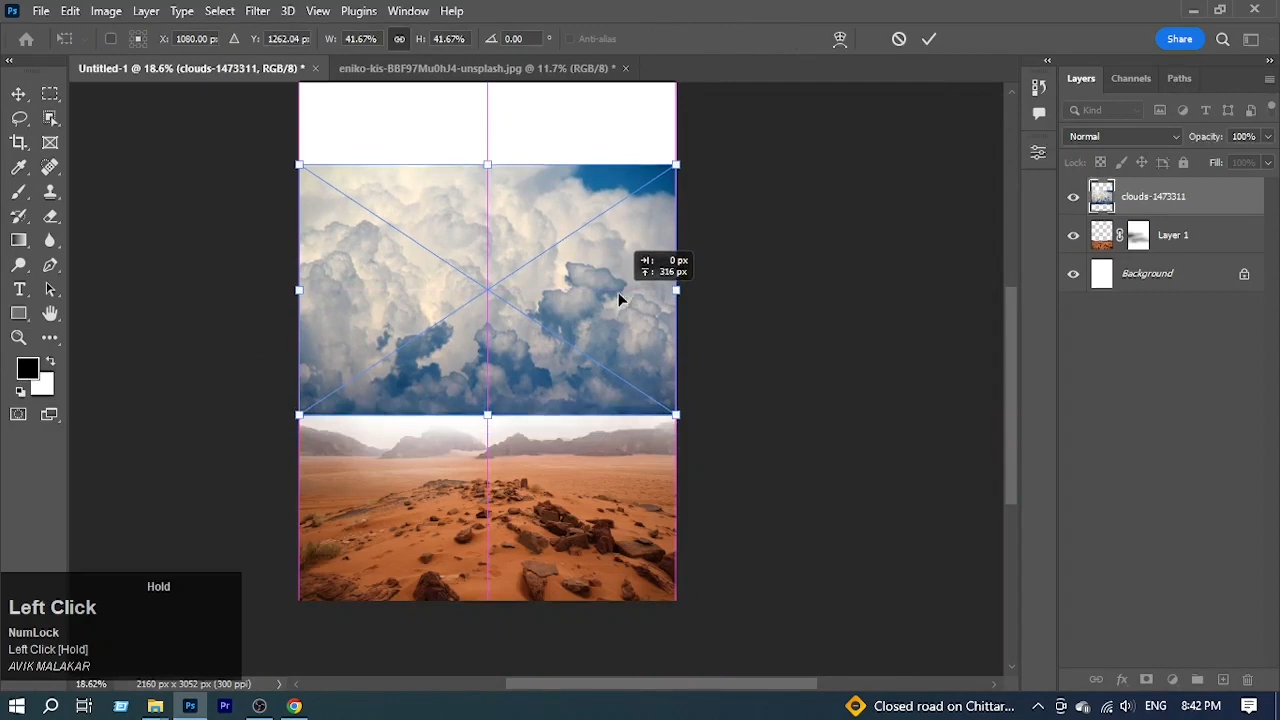 Ps File Edit Image Layer Type Select Filter 3D View Plugins Window Help
X: 1080.00 px Y: 1262.04 px W: 41.67% H: 41.67% 0.00 ° Anti-alias Share
Untitled-1 @ 18.6% (clouds-1473311, RGB/8) * × eniko-kis-BBF97Mu0hJ4-unsplash.jpg @ 11.7% (RGB/8) * ×
Layers Channels Paths
Kind
Normal Opacity: 100%
Lock: Fill: 100%
clouds-1473311
Layer 1
Background
0 px
316 px
Hold
Left Click
NumLock
Left Click [Hold]
AVIK MALAKAR
18.62% 2160 px x 3052 px (300 ppi)
Ps Pr Closed road on Chittar... ENG 8:42 PM